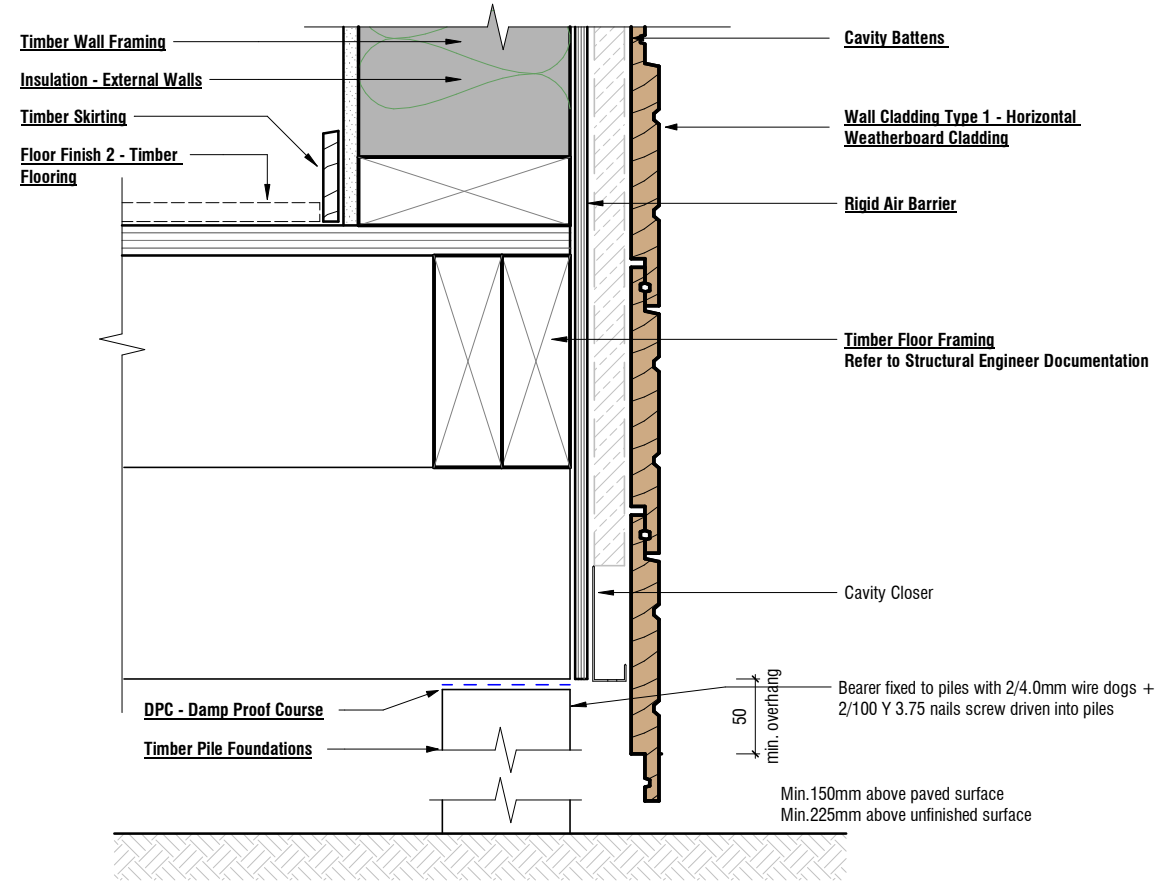 Timber Wall Framing
Insulation - External Walls
Timber Skirting
Floor Finish 2 - Timber
Flooring
Cavity Battens
Wall Cladding Type 1 - Horizontal
Weatherboard Cladding
Rigid Air Barrier
Timber Floor Framing
Refer to Structural Engineer Documentation
Cavity Closer
Bearer fixed to piles with 2/4.0mm wire dogs +
2/100 Y 3.75 nails screw driven into piles
50
min. overhang
DPC - Damp Proof Course
Timber Pile Foundations
Min.150mm above paved surface
Min.225mm above unfinished surface